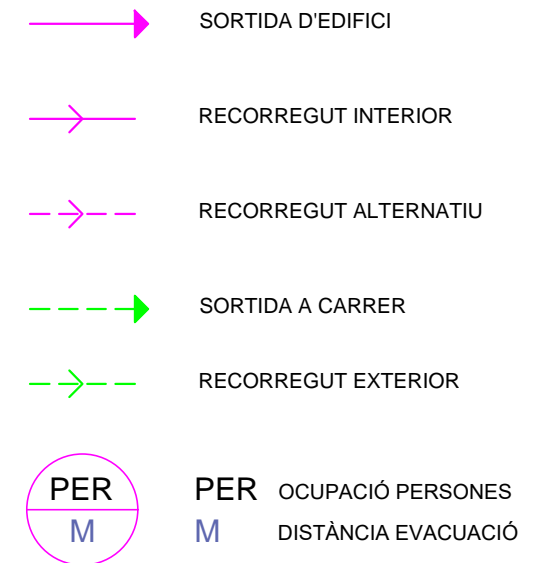 SORTIDA D'EDIFICI
RECORREGUT INTERIOR
RECORREGUT ALTERNATIU
SORTIDA A CARRER
RECORREGUT EXTERIOR
PER PER OCUPACIÓ PERSONES
M M DISTÀNCIA EVACUACIÓ